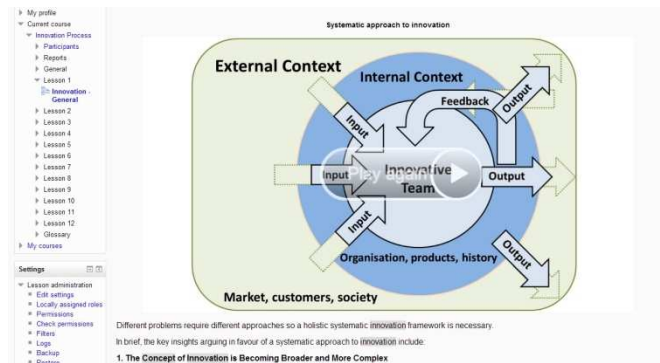 My profile
Current course
Innovation Process
Participants
Reports
General
Lesson 1
Innovation -
General
Lesson 2
Lesson 3
Lesson 4
Lesson 5
Lesson 6
Lesson 7
Lesson 8
Lesson 9
Lesson 10
Lesson 11
Lesson 12
Glossary
My courses
Settings
Lesson administration
Edit settings
Locally assigned roles
Permissions
Check permissions
Filters
Logs
Backup
Restore
Systematic approach to innovation
External Context
Internal Context
Feedback
Output
Input
Input
Innovative
Team
Play again
Output
Input
Output
Organisation, products, history
Market, customers, society
Different problems require different approaches so a holistic systematic innovation framework is necessary.
In brief, the key insights arguing in favour of a systematic approach to innovation include:
1. The Concept of Innovation is Becoming Broader and More Complex